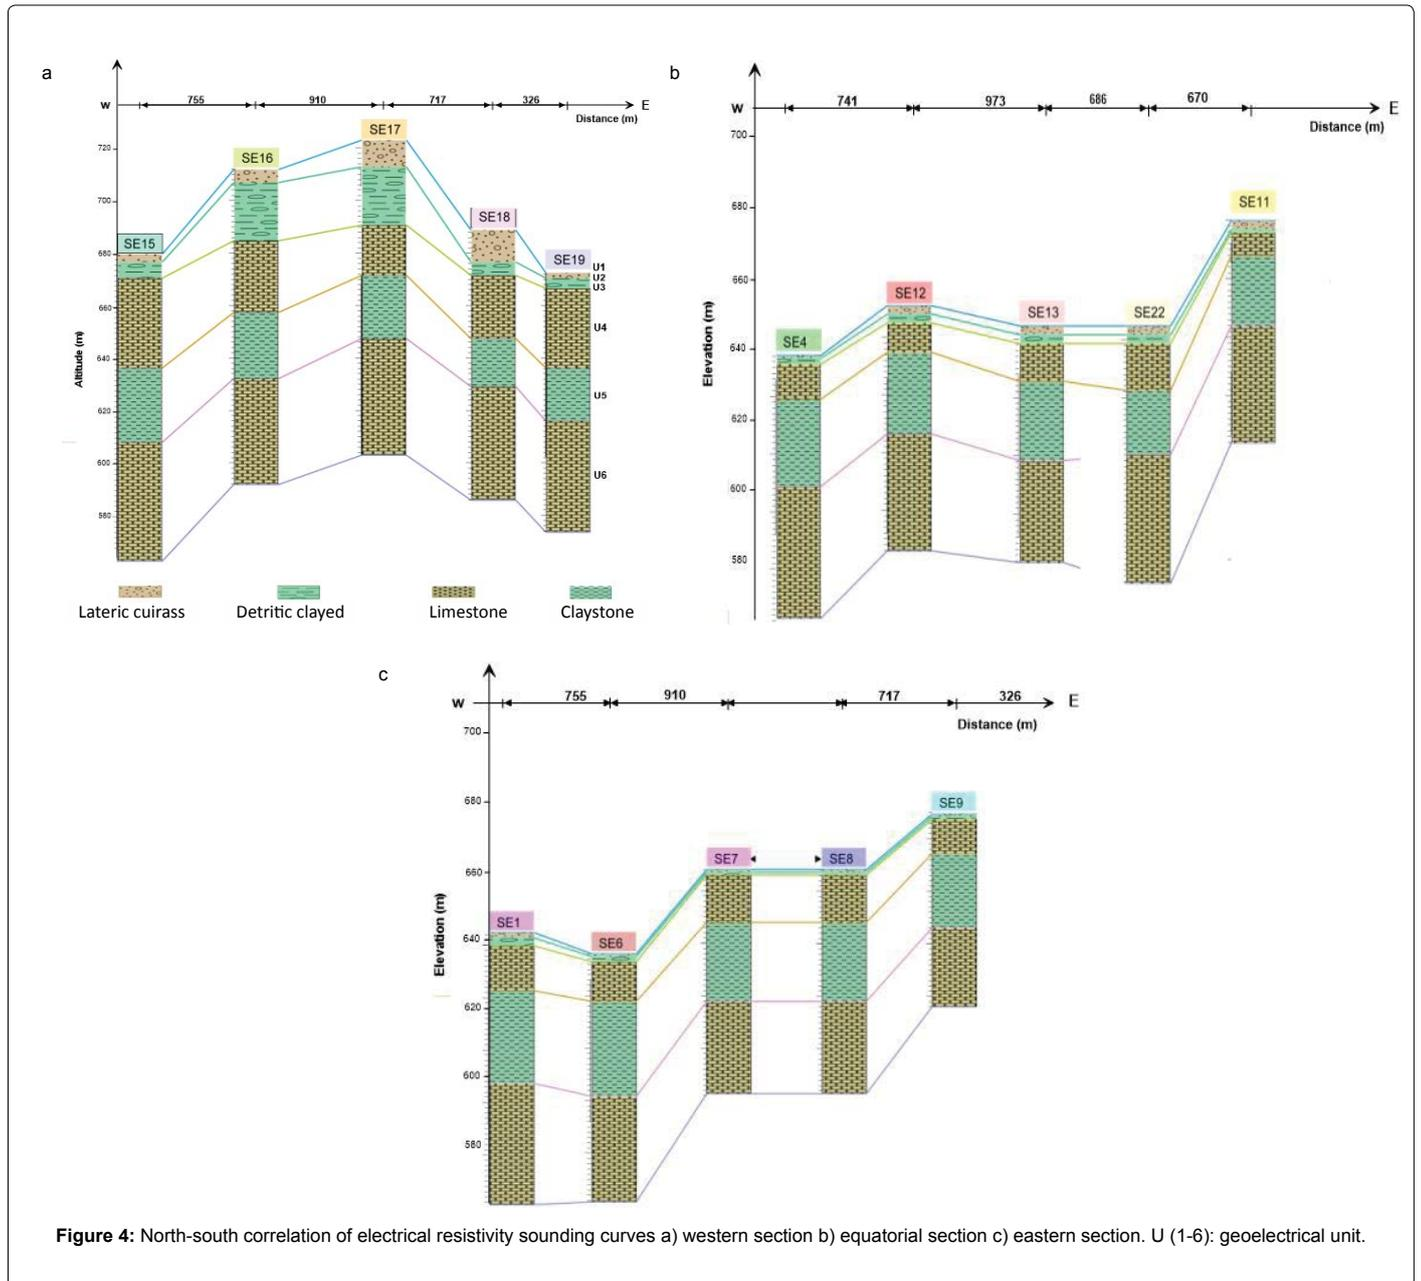 a
W 755 910 717 326 E
Distance (m)
SE17
720
SE16
700
SE18
SE15
680
SE19
U1
U2
U3
660
U4
Altitude (m)
640
U5
620
600
U6
580
Lateric cuirass Detritic clayed Limestone Claystone
b
W 741 973 686 670 E
Distance (m)
700
SE11
680
SE12
660
SE13 SE22
SE4
640
Elevation (m)
620
600
580
c
W 755 910 717 326 E
Distance (m)
700
SE9
680
SE7 SE8
660
SE1
SE6
640
Elevation (m)
620
600
580
Figure 4: North-south correlation of electrical resistivity sounding curves a) western section b) equatorial section c) eastern section. U (1-6): geoelectrical unit.